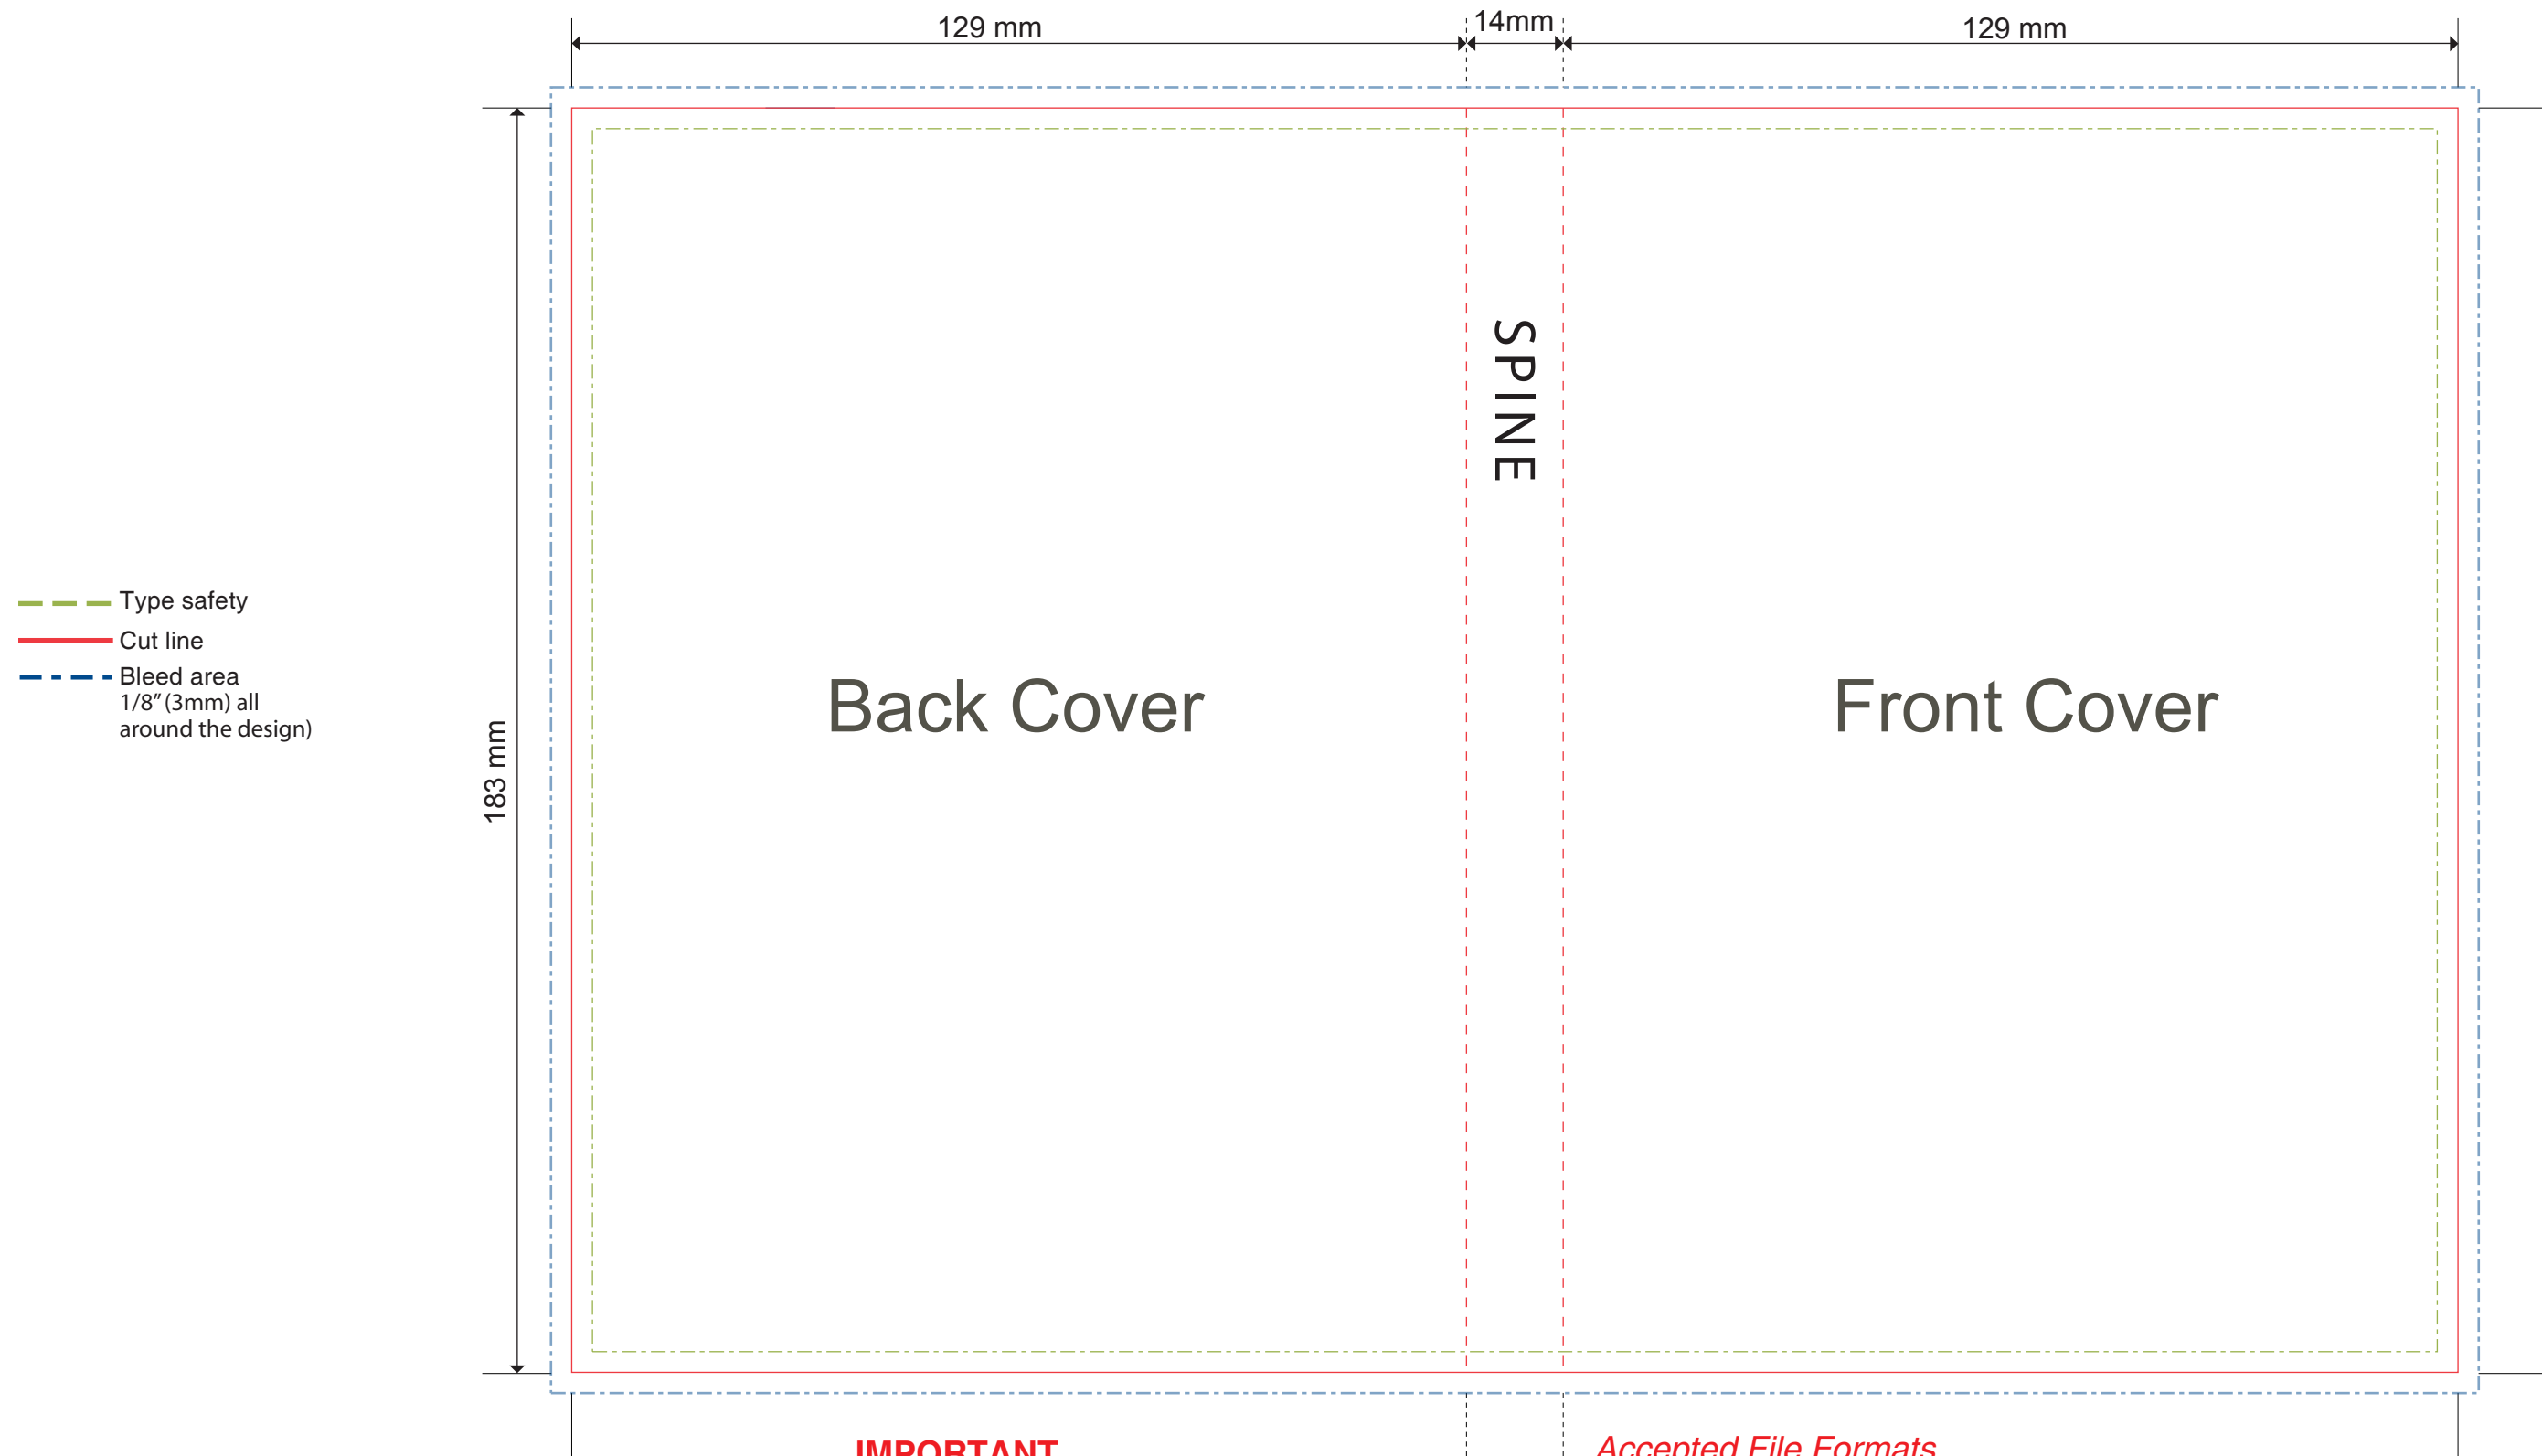 129 mm
14mm
129 mm
SPINE
Type safety
Cut line
Bleed area
1/8" (3mm) all
around the design)
183 mm
Back Cover
Front Cover
IMPORTANT
Accepted File Formats